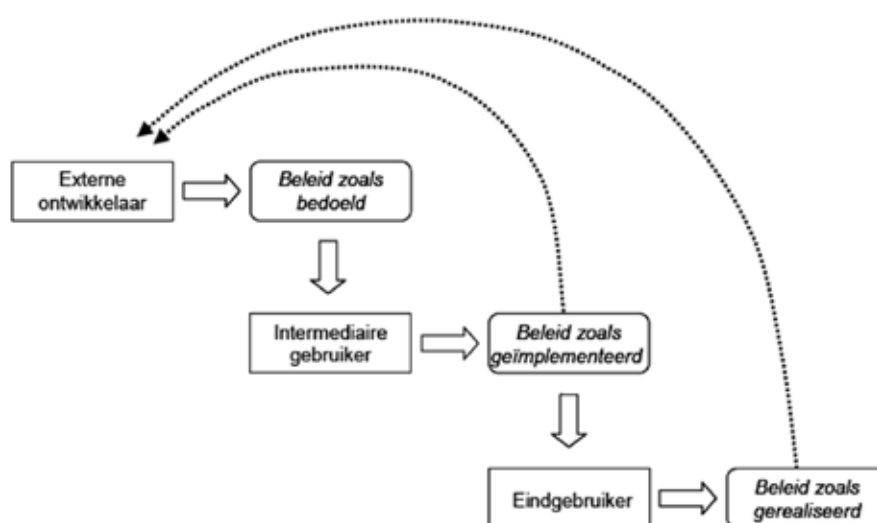 Externe
ontwikkelaar
Beleid zoals
bedoeld
Intermediaire
gebruiker
Beleid zoals
geïmplementeerd
Eindgebruiker
Beleid zoals
gerealiseerd